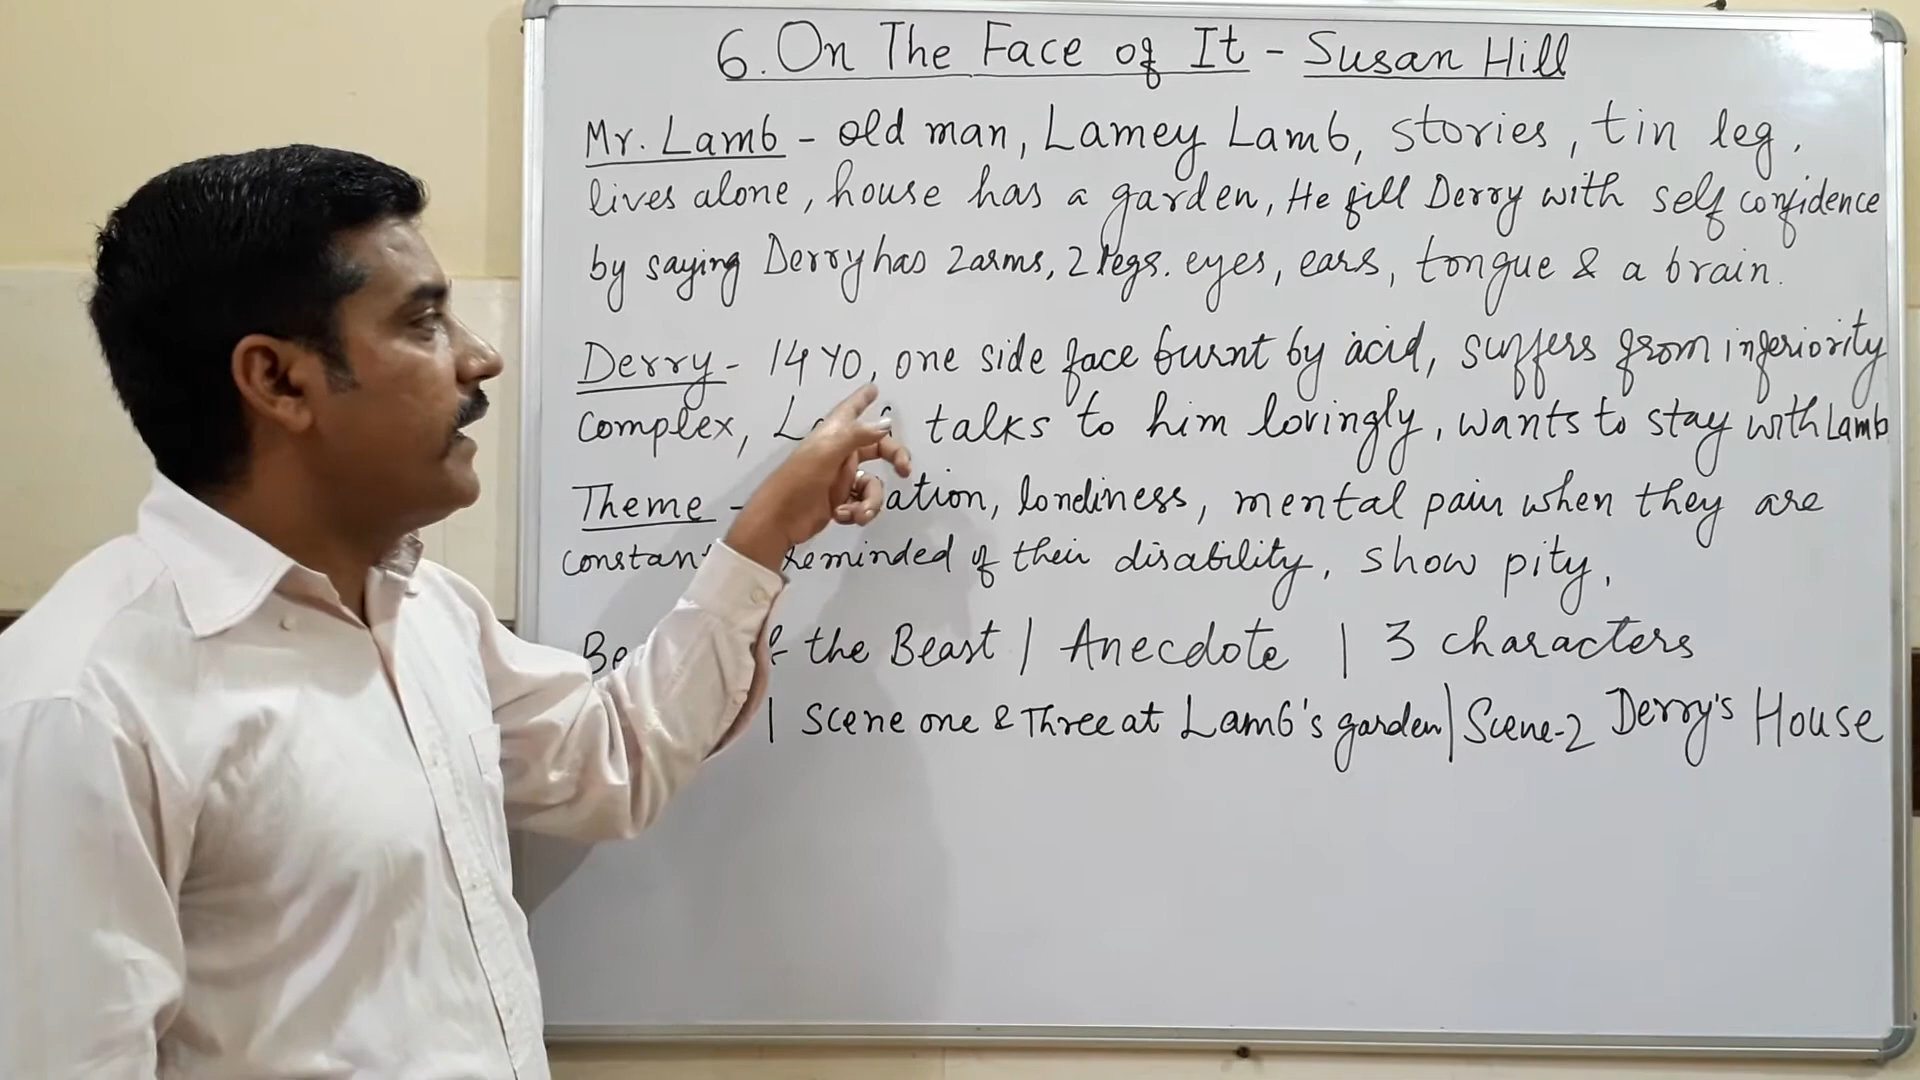 6. On The Face of It - Susan Hill
Mr. Lamb - old man, Lamey Lamb, stories, tin leg,
lives alone, house has a garden, He fill Derry with self confidence
by saying Derry has 2 arms, 2 legs. eyes, ears, tongue & a brain.
Derry - 14 YO, one side face burnt by acid, suffers from inferiority
complex, talks to him lovingly, wants to stay with Lamb
Theme - ation, lonliness, mental pain when they are
constant reminded of their disability, show pity,
Be the Beast | Anecdote | 3 characters
| Scene one & Three at Lamb's garden | Scene-2 Derry's House